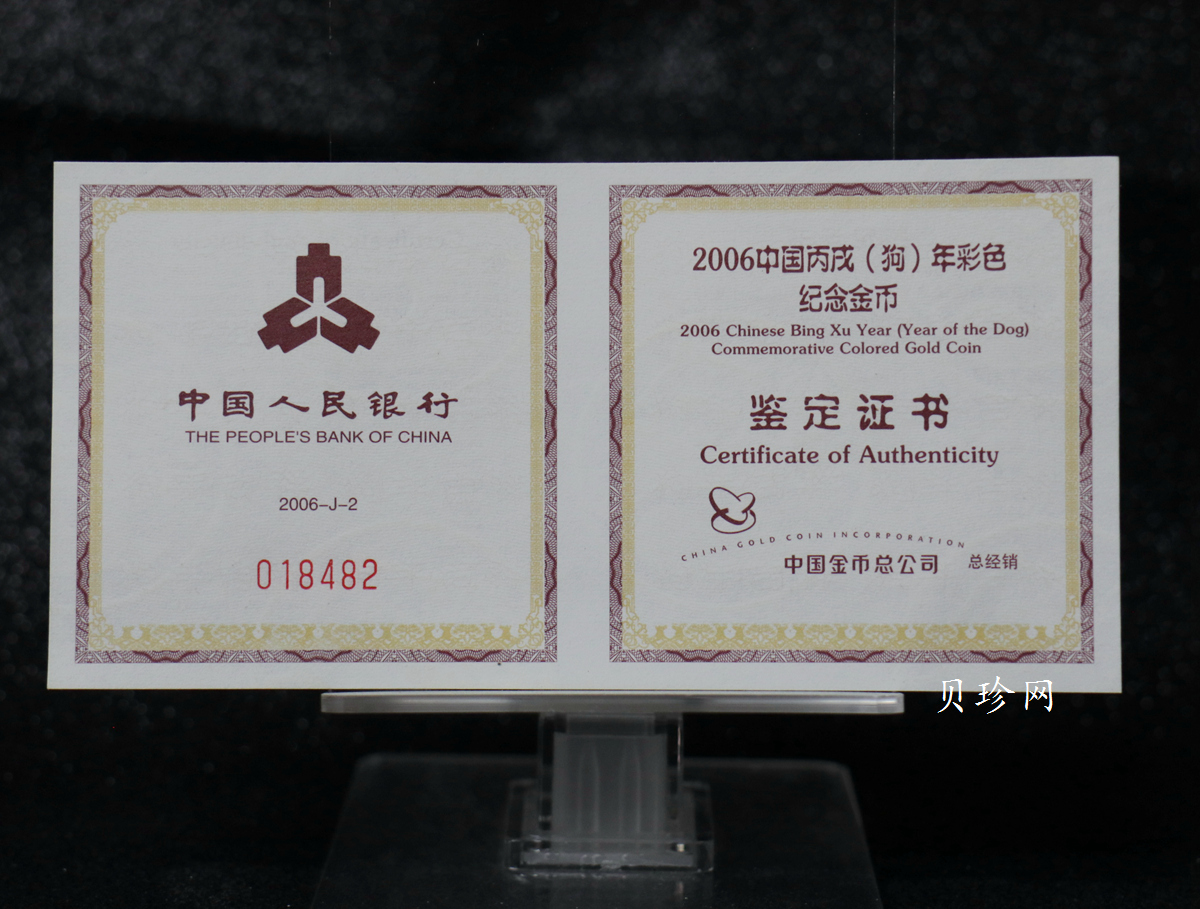 中国人民银行
THE PEOPLE'S BANK OF CHINA
2006-J-2
018482
2006中国丙戌（狗）年彩色
纪念金币
2006 Chinese Bing Xu Year (Year of the Dog)
Commemorative Colored Gold Coin
鉴定证书
Certificate of Authenticity
CHINA GOLD COIN INCORPORATION
中国金币总公司 总经销
贝珍网